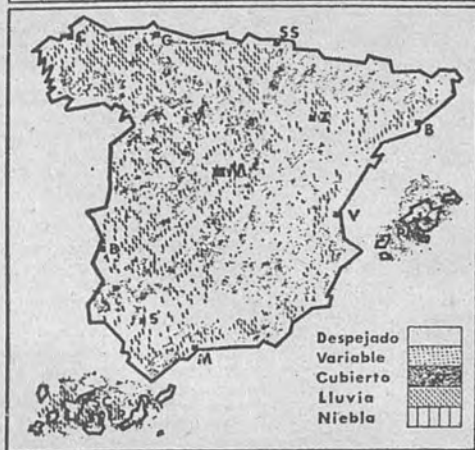 C
G
SS
Z
B
M
V
B
S
M
Despejado
Variable
Cubierto
Lluvia
Niebla